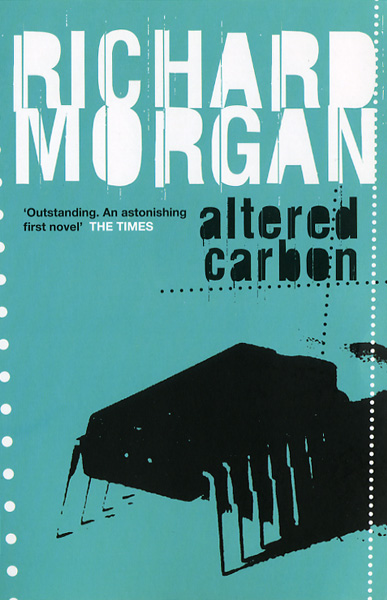 RICHARD
MORGAN
‘Outstanding. An astonishing
first novel’ THE TIMES
altered
carbon